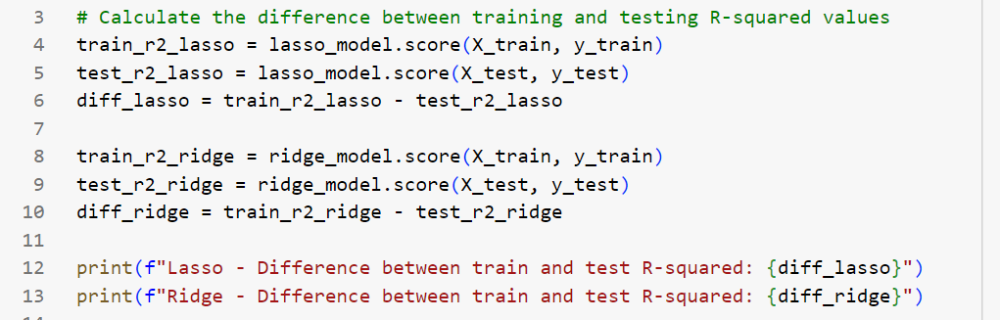 3 # Calculate the difference between training and testing R-squared values
4 train_r2_lasso = lasso_model.score(X_train, y_train)
5 test_r2_lasso = lasso_model.score(X_test, y_test)
6 diff_lasso = train_r2_lasso - test_r2_lasso
7
8 train_r2_ridge = ridge_model.score(X_train, y_train)
9 test_r2_ridge = ridge_model.score(X_test, y_test)
10 diff_ridge = train_r2_ridge - test_r2_ridge
11
12 print(f"Lasso - Difference between train and test R-squared: {diff_lasso}")
13 print(f"Ridge - Difference between train and test R-squared: {diff_ridge}")